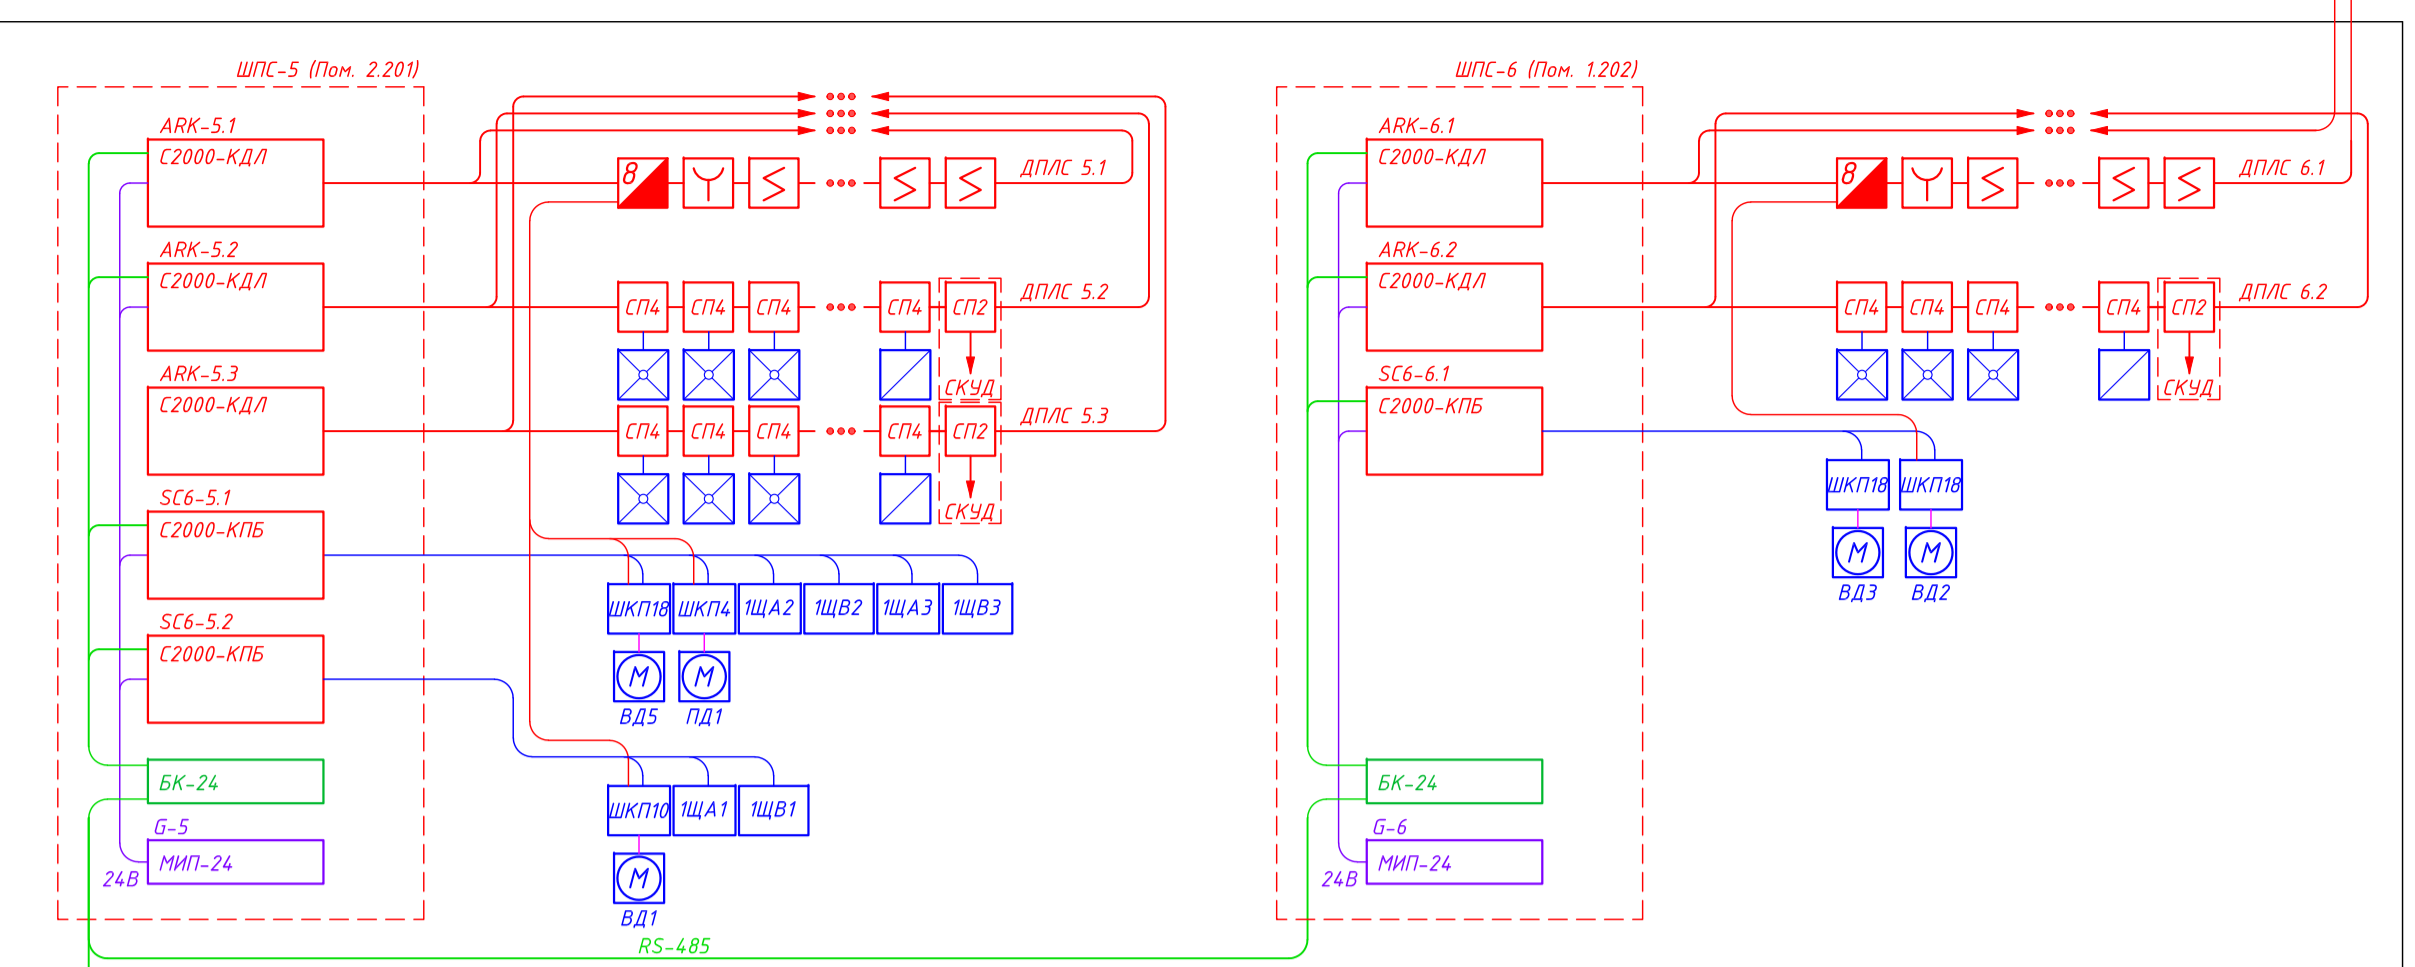 ШПС-5 (Пом. 2.201)
ARK-5.1
С2000-КДЛ
ARK-5.2
С2000-КДЛ
ARK-5.3
С2000-КДЛ
SC6-5.1
С2000-КПБ
SC6-5.2
С2000-КПБ
БК-24
G-5
МИП-24
24В
8
ДПЛС 5.1
СП4 СП4 СП4 СП4 СП2 ДПЛС 5.2
СКУД
СП4 СП4 СП4 СП4 СП2 ДПЛС 5.3
СКУД
ШКП18 ШКП4 1ЩА2 1ЩВ2 1ЩА3 1ЩВ3
М М
ВД5 ПД1
ШКП10 1ЩА1 1ЩВ1
М
ВД1
RS-485
ШПС-6 (Пом. 1.202)
ARK-6.1
С2000-КДЛ
ARK-6.2
С2000-КДЛ
SC6-6.1
С2000-КПБ
БК-24
G-6
МИП-24
24В
8
ДПЛС 6.1
СП4 СП4 СП4 СП4 СП2 ДПЛС 6.2
СКУД
ШКП18 ШКП18
М М
ВД3 ВД2